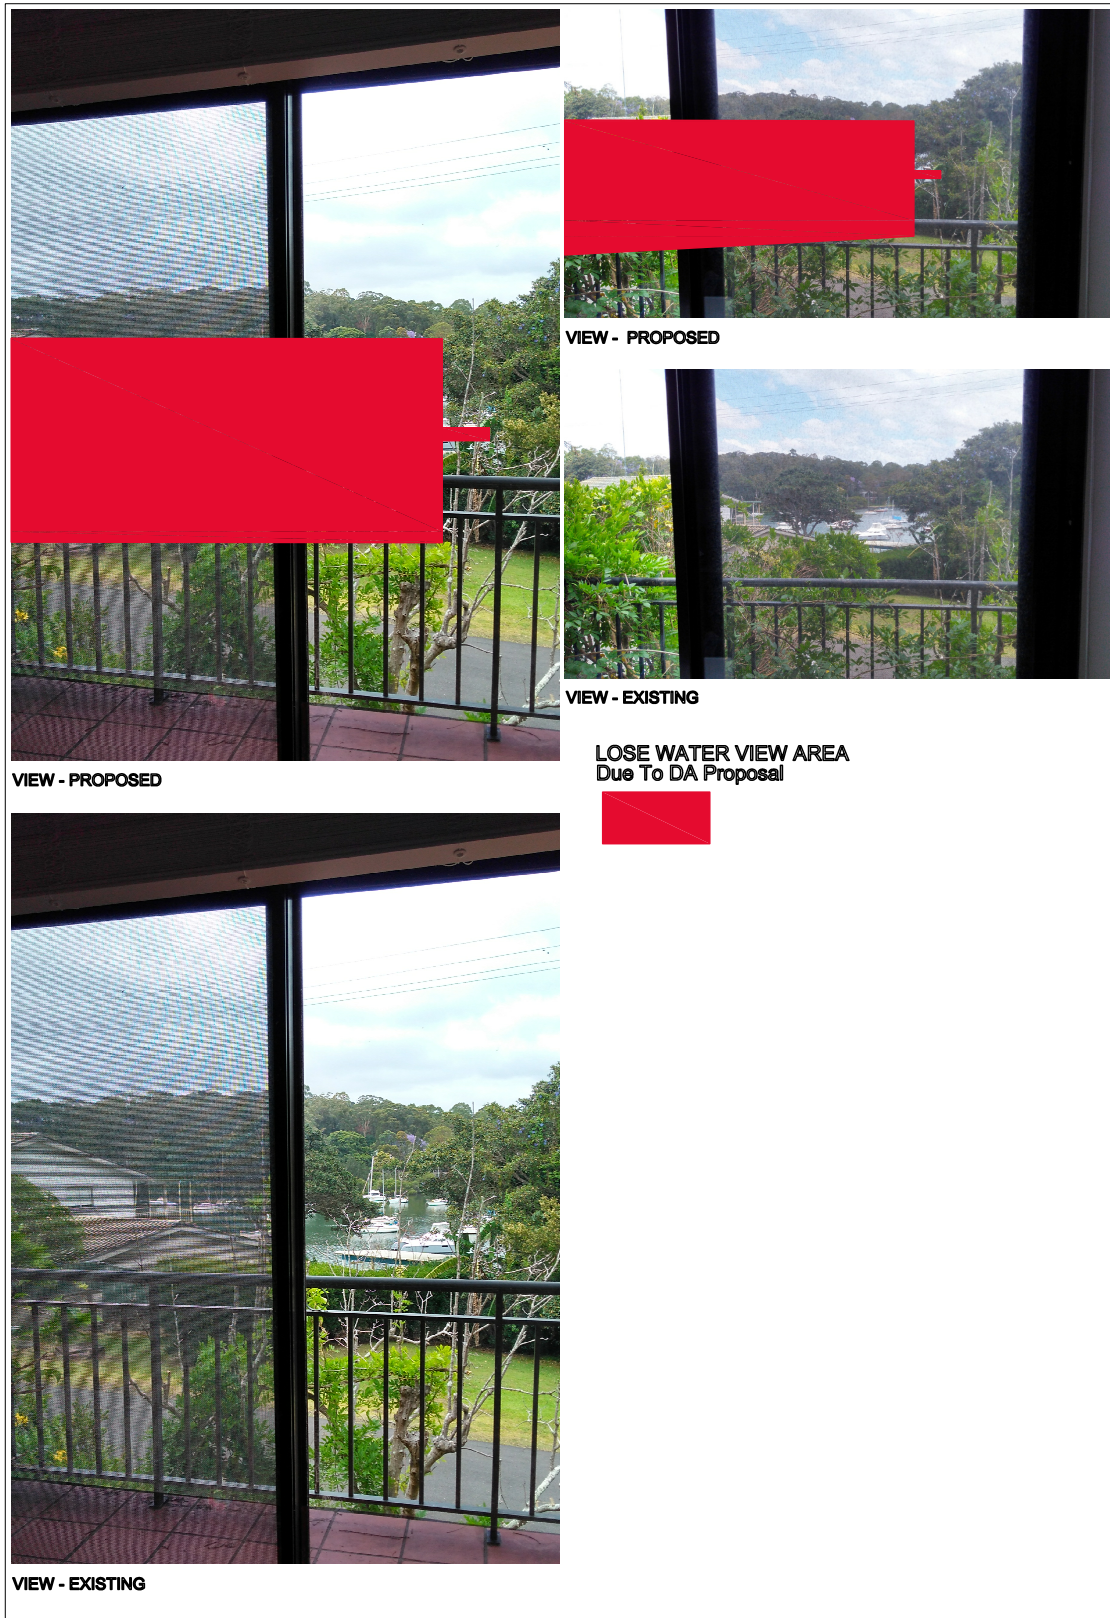 VIEW - PROPOSED
VIEW - EXISTING
LOSE WATER VIEW AREA
Due To DA Proposal
VIEW - PROPOSED
VIEW - EXISTING